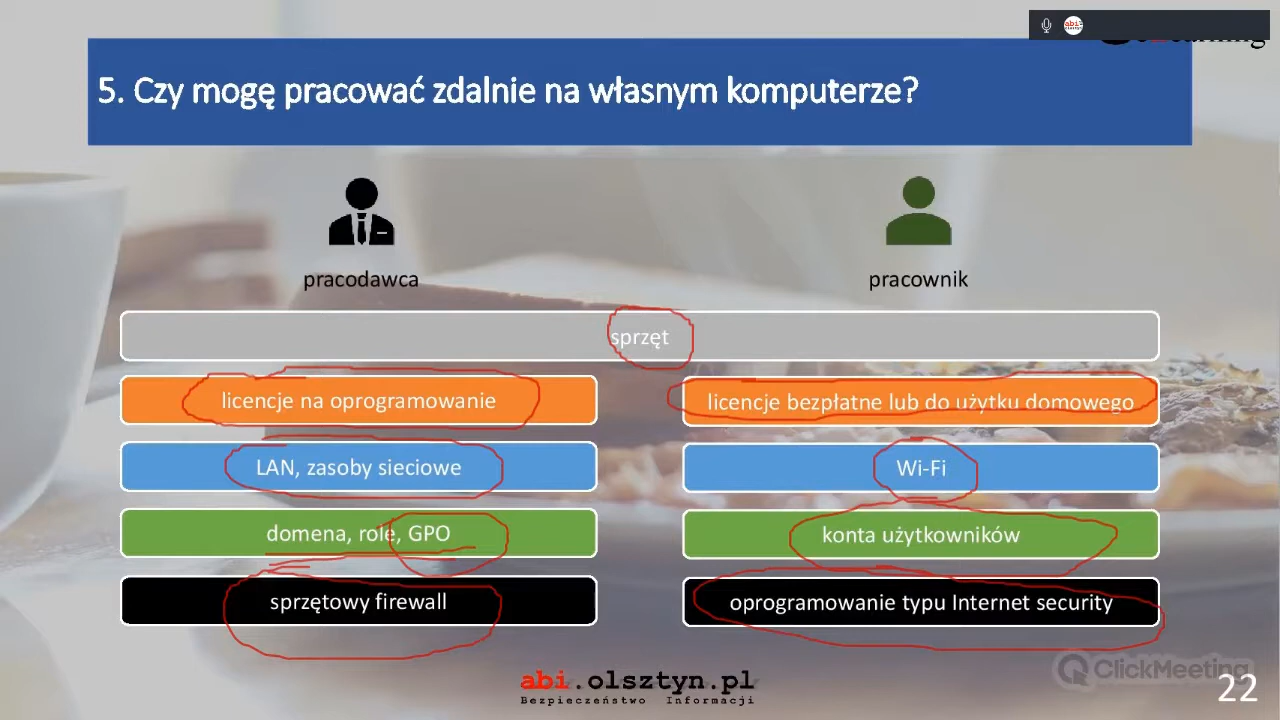 abi
5. Czy mogę pracować zdalnie na własnym komputerze?
pracodawca
pracownik
sprzęt
licencje na oprogramowanie
licencje bezpłatne lub do użytku domowego
LAN, zasoby sieciowe
Wi-Fi
domena, role, GPO
konta użytkowników
sprzętowy firewall
oprogramowanie typu Internet security
abi.olsztyn.pl
Bezpieczeństwo Informacji
ClickMeeting
22